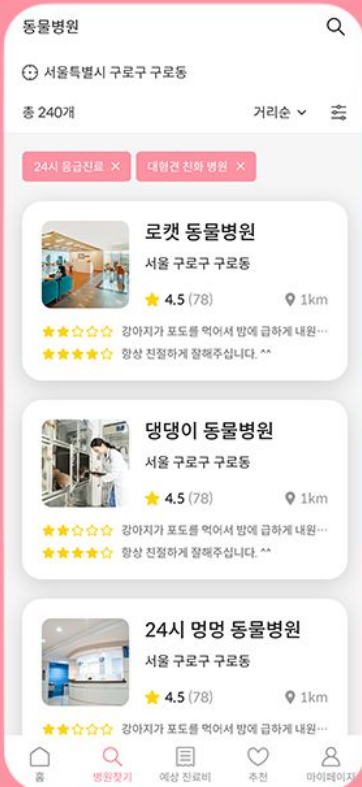 동물병원
서울특별시 구로구 구로동
총 240개 거리순
24시 응급진료 × 대형견 친화 병원 ×
로캣 동물병원
서울 구로구 구로동
4.5 (78) 1km
강아지가 포도를 먹어서 밤에 급하게 내원…
항상 친절하게 잘해주십니다. ^^
댕댕이 동물병원
서울 구로구 구로동
4.5 (78) 1km
강아지가 포도를 먹어서 밤에 급하게 내원…
항상 친절하게 잘해주십니다. ^^
24시 멍멍 동물병원
서울 구로구 구로동
4.5 (78) 1km
강아지가 포도를 먹어서 밤에 급하게 내원…
홈 병원찾기 예상 진료비 추천 마이페이지